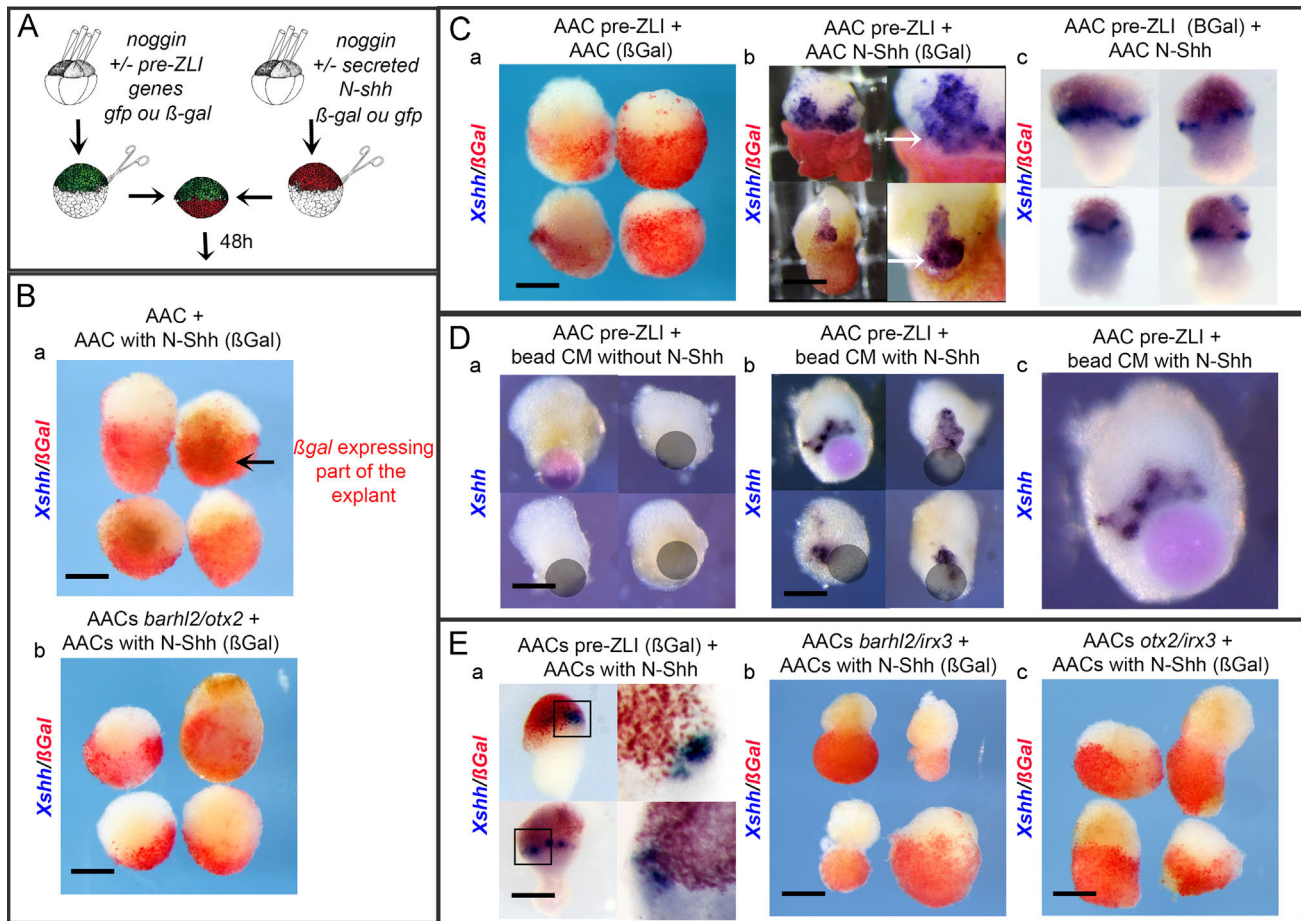 A
noggin
+/- pre-ZLI
genes
gfp ou ß-gal
noggin
+/- secreted
N-shh
ß-gal ou gfp
48h
B
AAC +
AAC with N-Shh (ßGal)
a
Xshh/ßGal
ßgal expressing
part of the
explant
AACs barhl2/otx2 +
AACs with N-Shh (ßGal)
b
Xshh/ßGal
C
AAC pre-ZLI +
AAC (ßGal)
a
AAC pre-ZLI +
AAC N-Shh (ßGal)
b
AAC pre-ZLI (BGal) +
AAC N-Shh
c
Xshh/ßGal
D
AAC pre-ZLI +
bead CM without N-Shh
a
AAC pre-ZLI +
bead CM with N-Shh
b
AAC pre-ZLI +
bead CM with N-Shh
c
Xshh
Xshh
Xshh
E
AACs pre-ZLI (ßGal) +
AACs with N-Shh
a
AACs barhl2/irx3 +
AACs with N-Shh (ßGal)
b
AACs otx2/irx3 +
AACs with N-Shh (ßGal)
c
Xshh/ßGal
Xshh/ßGal
Xshh/ßGal